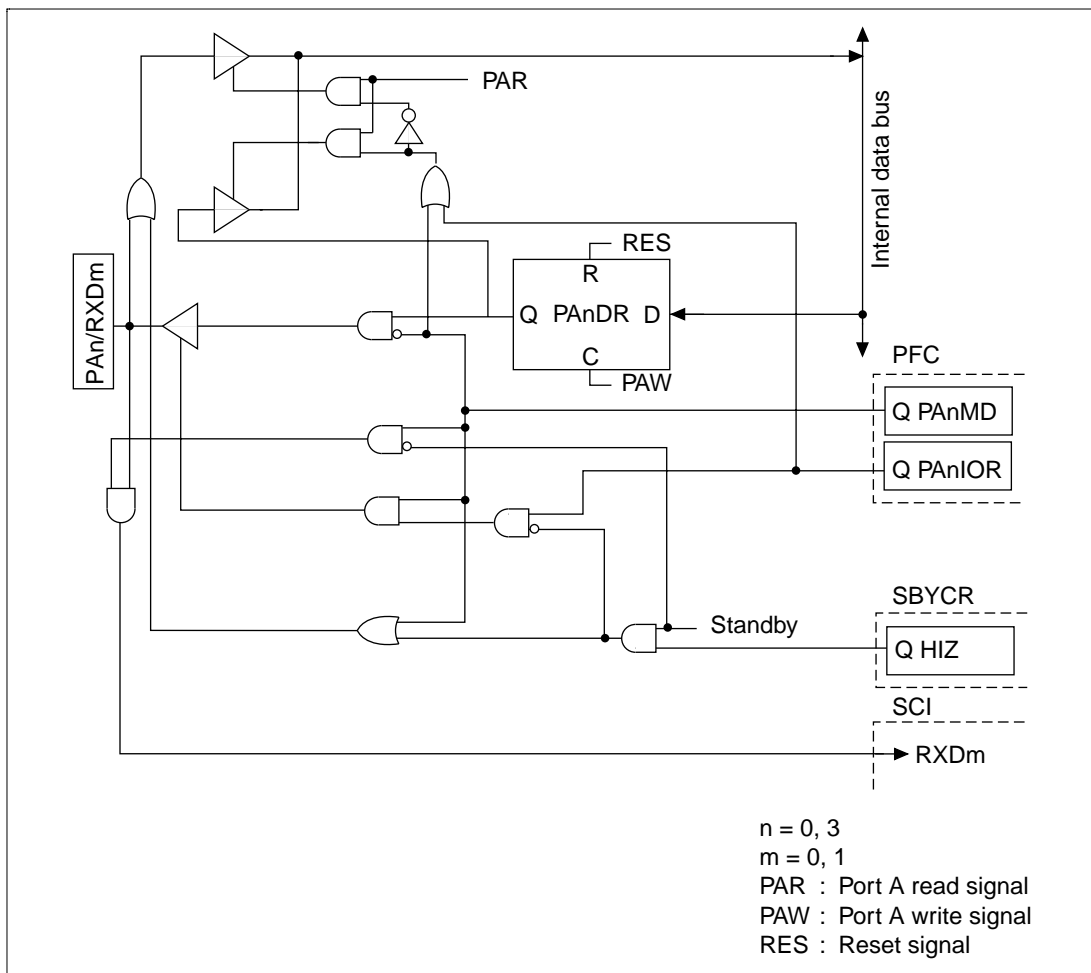 PAR
Internal data bus
RES
R
Q PAnDR D
C
PAW
PAn/RXDm
PFC
Q PAnMD
Q PAnIOR
SBYCR
Standby
Q HIZ
SCI
RXDm
n = 0, 3
m = 0, 1
PAR : Port A read signal
PAW : Port A write signal
RES : Reset signal